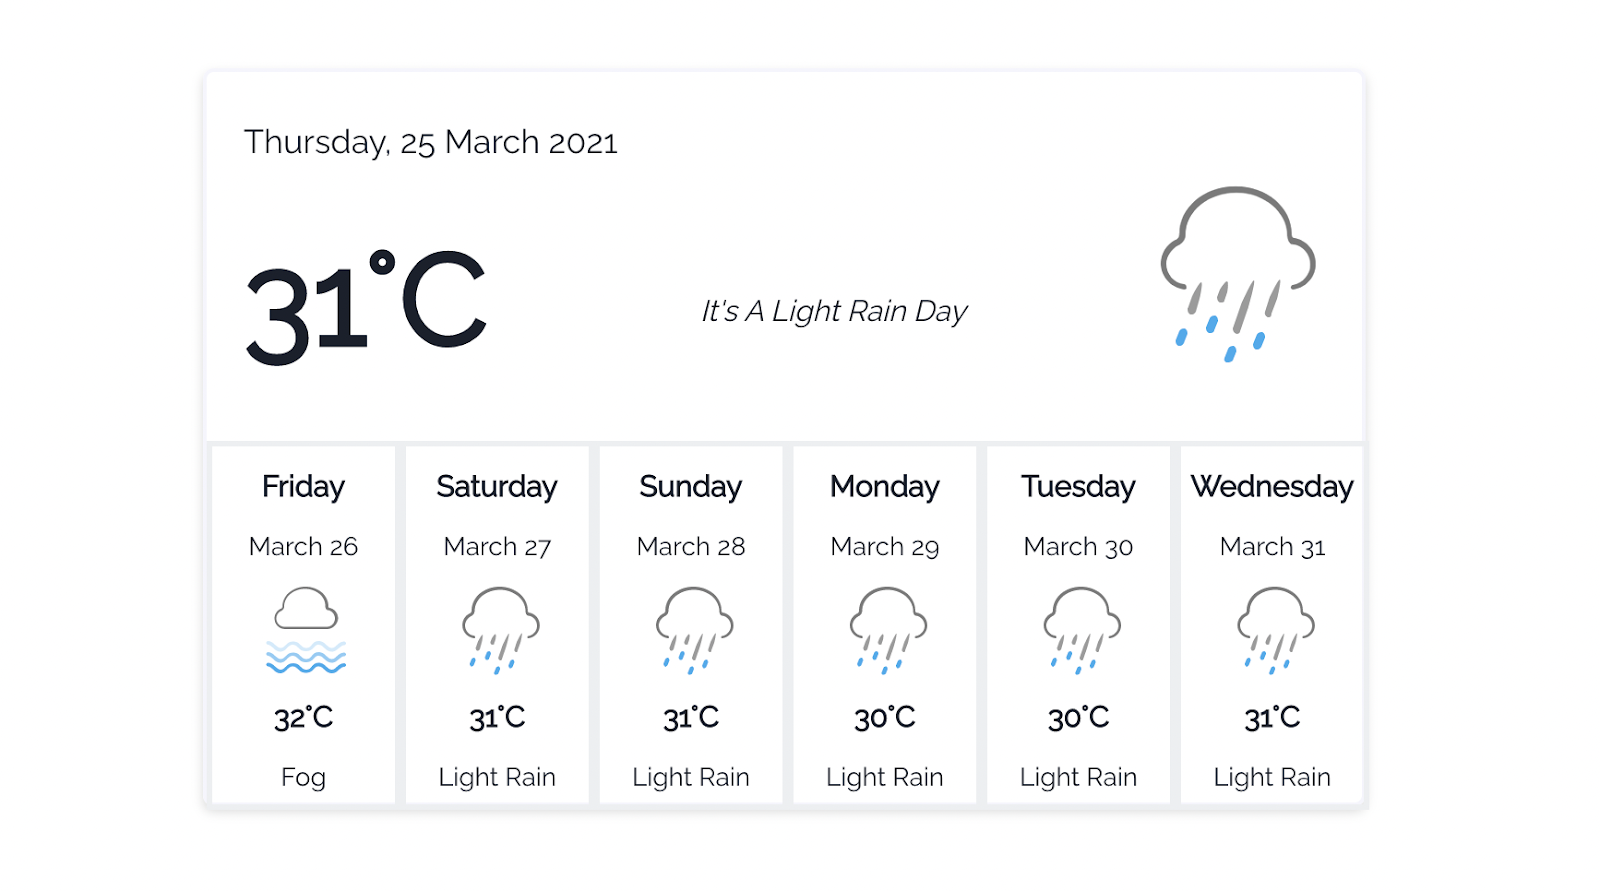 Thursday, 25 March 2021
31°C
It's A Light Rain Day
Friday
March 26
32°C
Fog
Saturday
March 27
31°C
Light Rain
Sunday
March 28
31°C
Light Rain
Monday
March 29
30°C
Light Rain
Tuesday
March 30
30°C
Light Rain
Wednesday
March 31
31°C
Light Rain